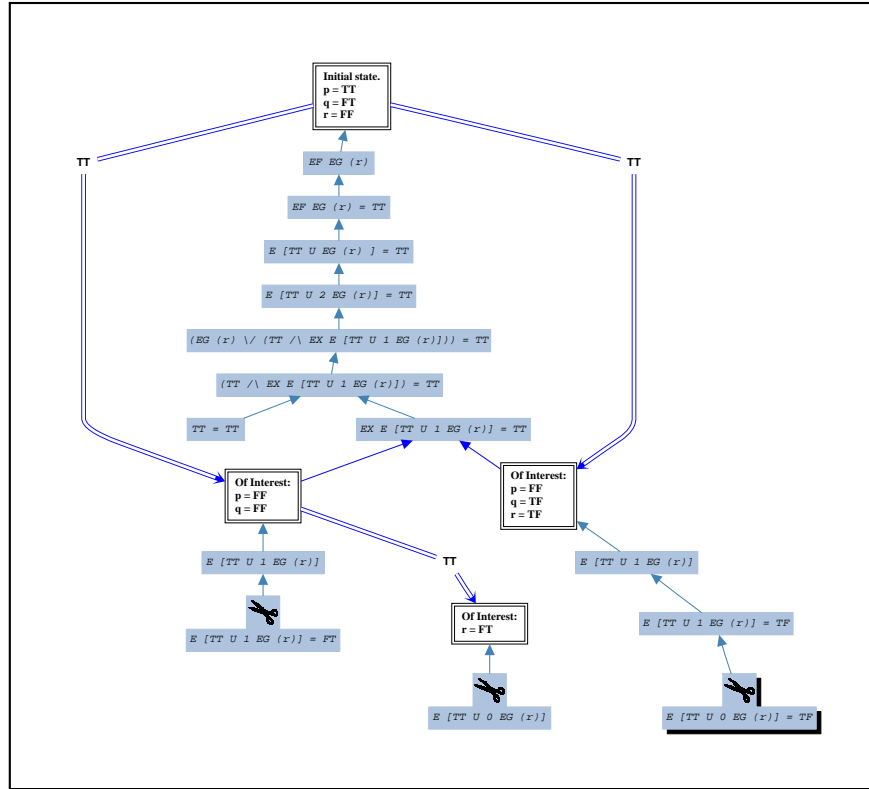 Initial state.
p = TT
q = FT
r = FF
TT
TT
EF EG (r)
EF EG (r) = TT
E [TT U EG (r) ] = TT
E [TT U 2 EG (r)] = TT
(EG (r) \/ (TT /\ EX E [TT U 1 EG (r)])) = TT
(TT /\ EX E [TT U 1 EG (r)]) = TT
TT = TT
EX E [TT U 1 EG (r)] = TT
Of Interest:
p = FF
q = FF
Of Interest:
p = FF
q = TF
r = TF
E [TT U 1 EG (r)]
TT
E [TT U 1 EG (r)]
Of Interest:
r = FT
E [TT U 1 EG (r)] = TF
E [TT U 1 EG (r)] = FT
E [TT U 0 EG (r)]
E [TT U 0 EG (r)] = TF